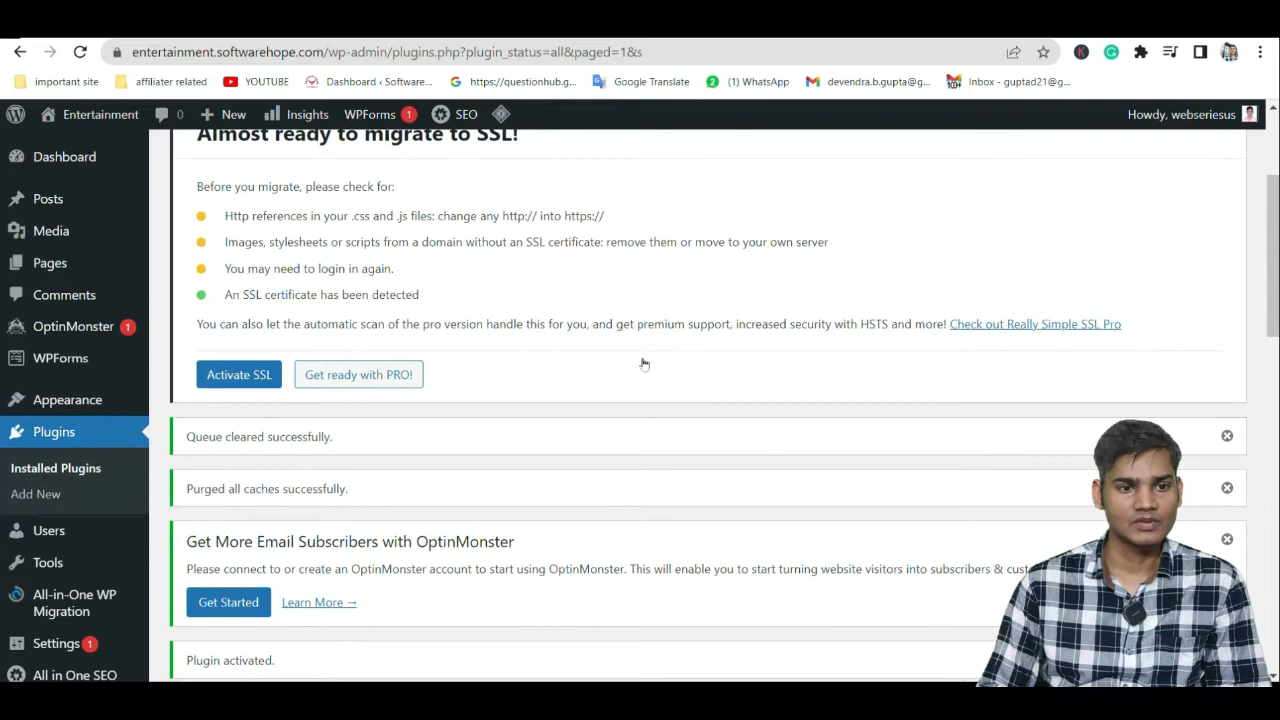 entertainment.softwarehope.com/wp-admin/plugins.php?plugin_status=all&paged=1&s
important site
affiliater related
YOUTUBE
Dashboard ‹ Software...
https://questionhub.g...
Google Translate
2
(1) WhatsApp
devendra.b.gupta@g...
100+
Inbox - guptad21@g...
Entertainment
0
New
Insights
WPForms
1
SEO
Howdy, webseriesus
Almost ready to migrate to SSL!
Before you migrate, please check for:
Http references in your .css and .js files: change any http:// into https://
Images, stylesheets or scripts from a domain without an SSL certificate: remove them or move to your own server
You may need to login in again.
An SSL certificate has been detected
You can also let the automatic scan of the pro version handle this for you, and get premium support, increased security with HSTS and more! Check out Really Simple SSL Pro
Activate SSL
Get ready with PRO!
Queue cleared successfully.
Purged all caches successfully.
Get More Email Subscribers with OptinMonster
Please connect to or create an OptinMonster account to start using OptinMonster. This will enable you to start turning website visitors into subscribers &
Get Started
Learn More →
Plugin activated.
Dashboard
Posts
Media
Pages
Comments
OptinMonster
1
WPForms
Appearance
Plugins
Installed Plugins
Add New
Users
Tools
All-in-One WP
Migration
Settings
1
All in One SEO